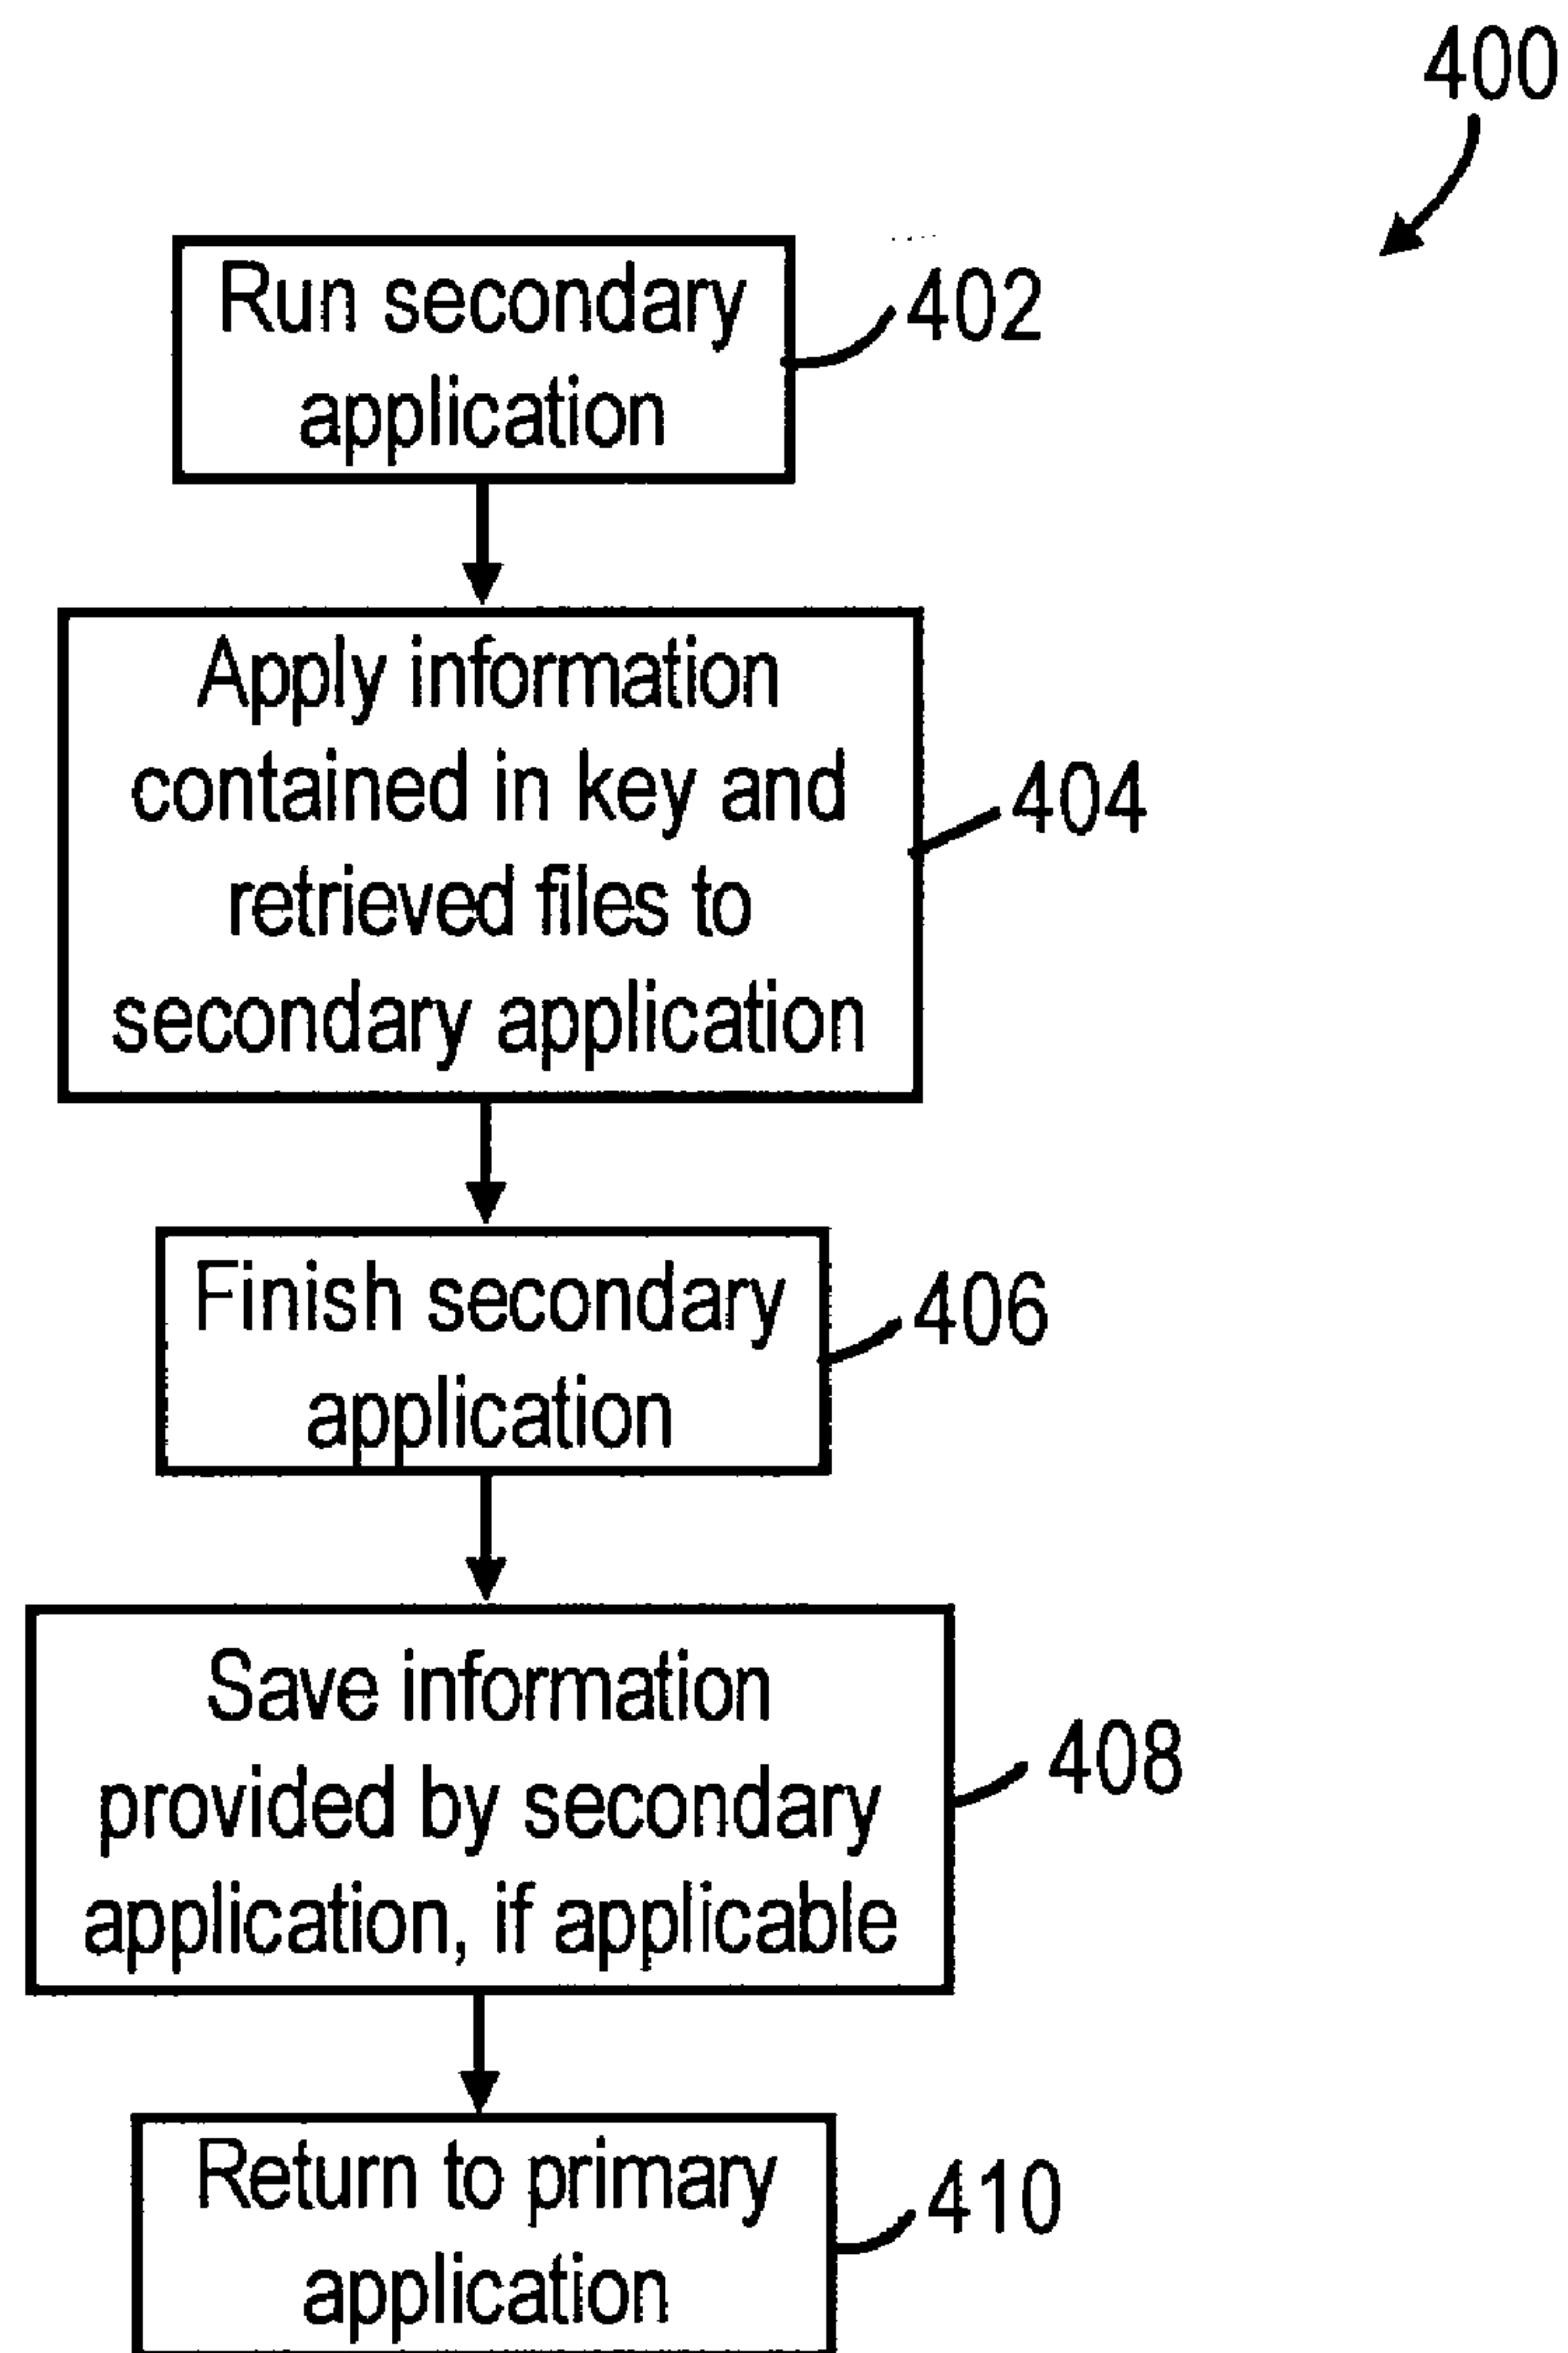 400
Run secondary
application
402
Apply information
contained in key and
retrieved files to
secondary application
404
Finish secondary
application
406
Save information
provided by secondary
application, if applicable
408
Return to primary
application
410